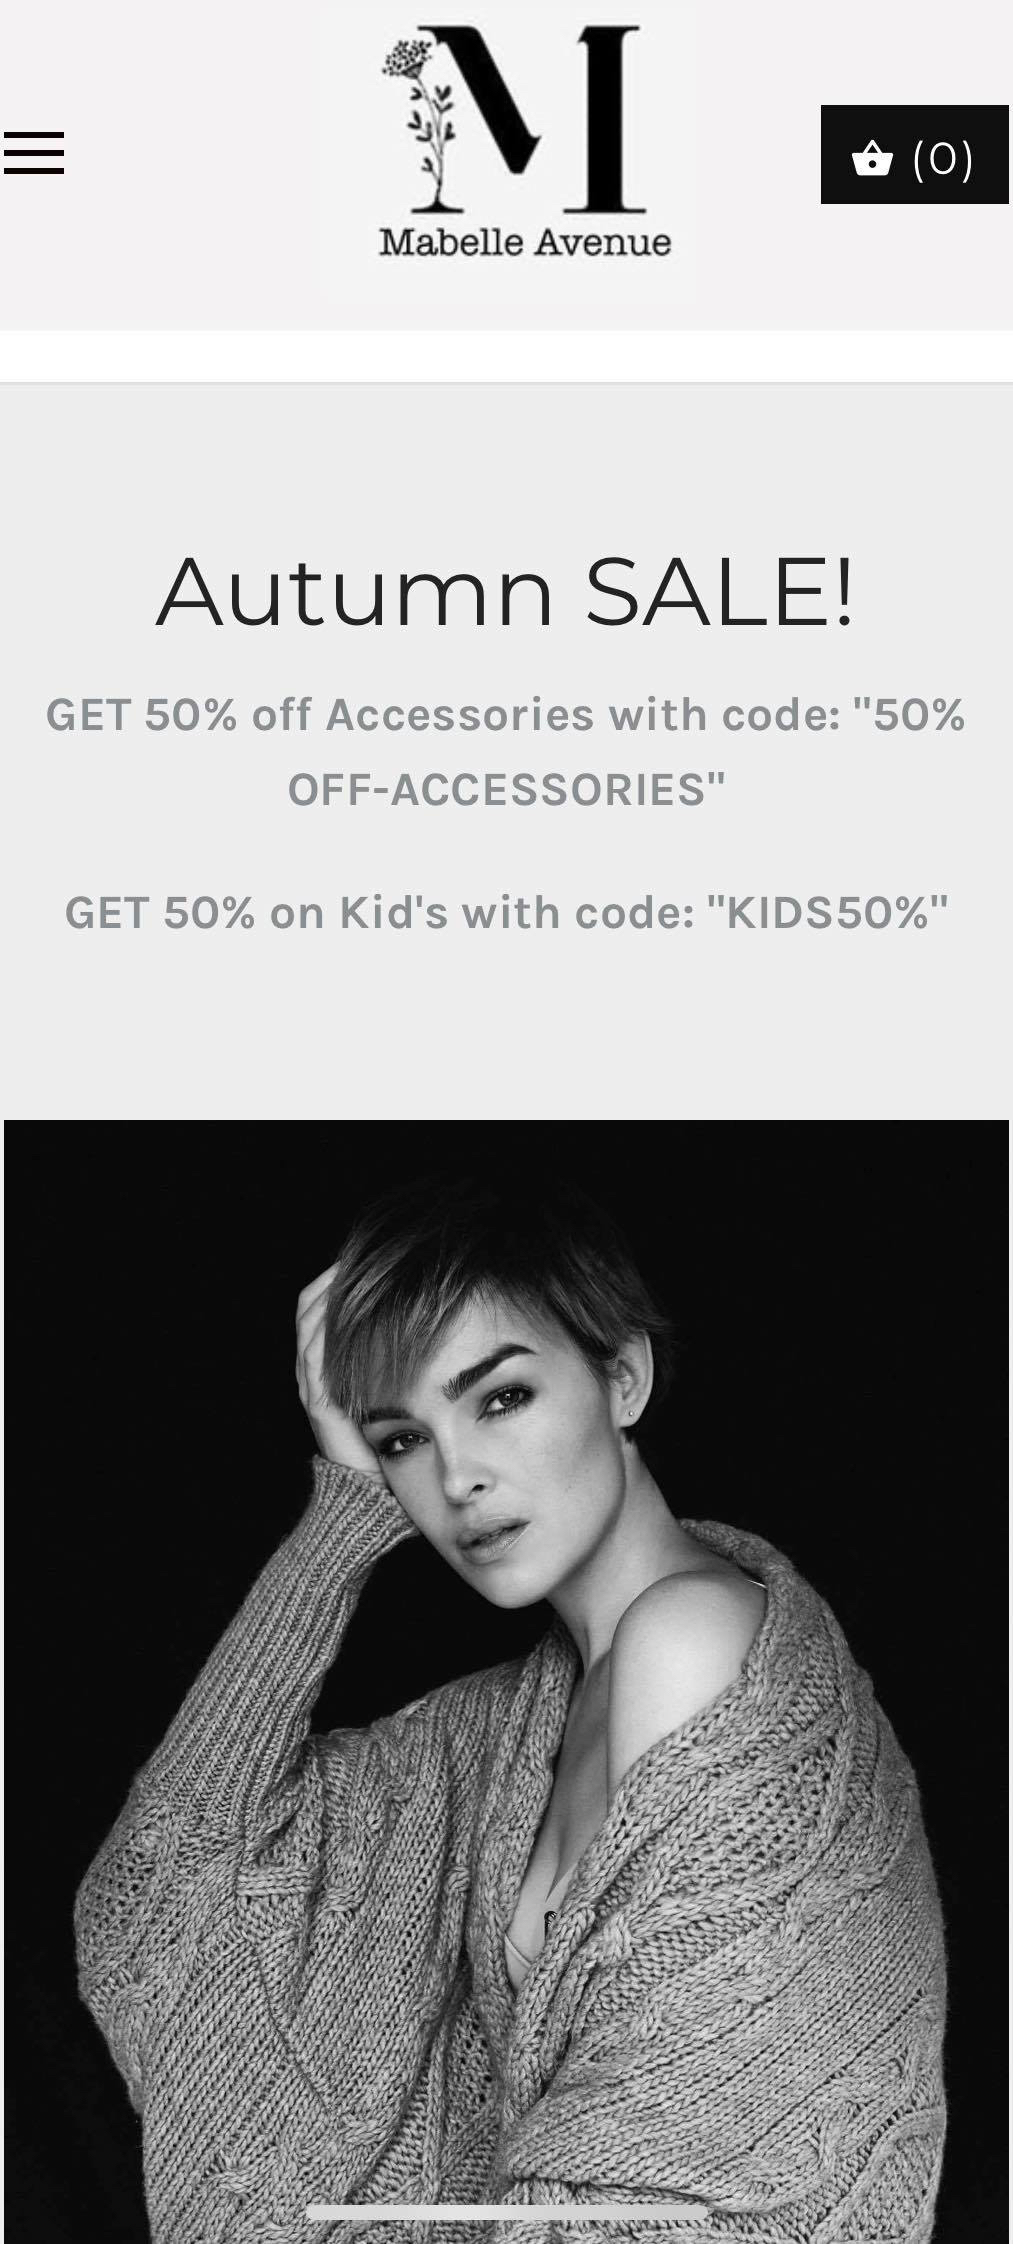 M
Mabelle Avenue
(0)
Autumn SALE!
GET 50% off Accessories with code: "50%
OFF-ACCESSORIES"
GET 50% on Kid's with code: "KIDS50%"